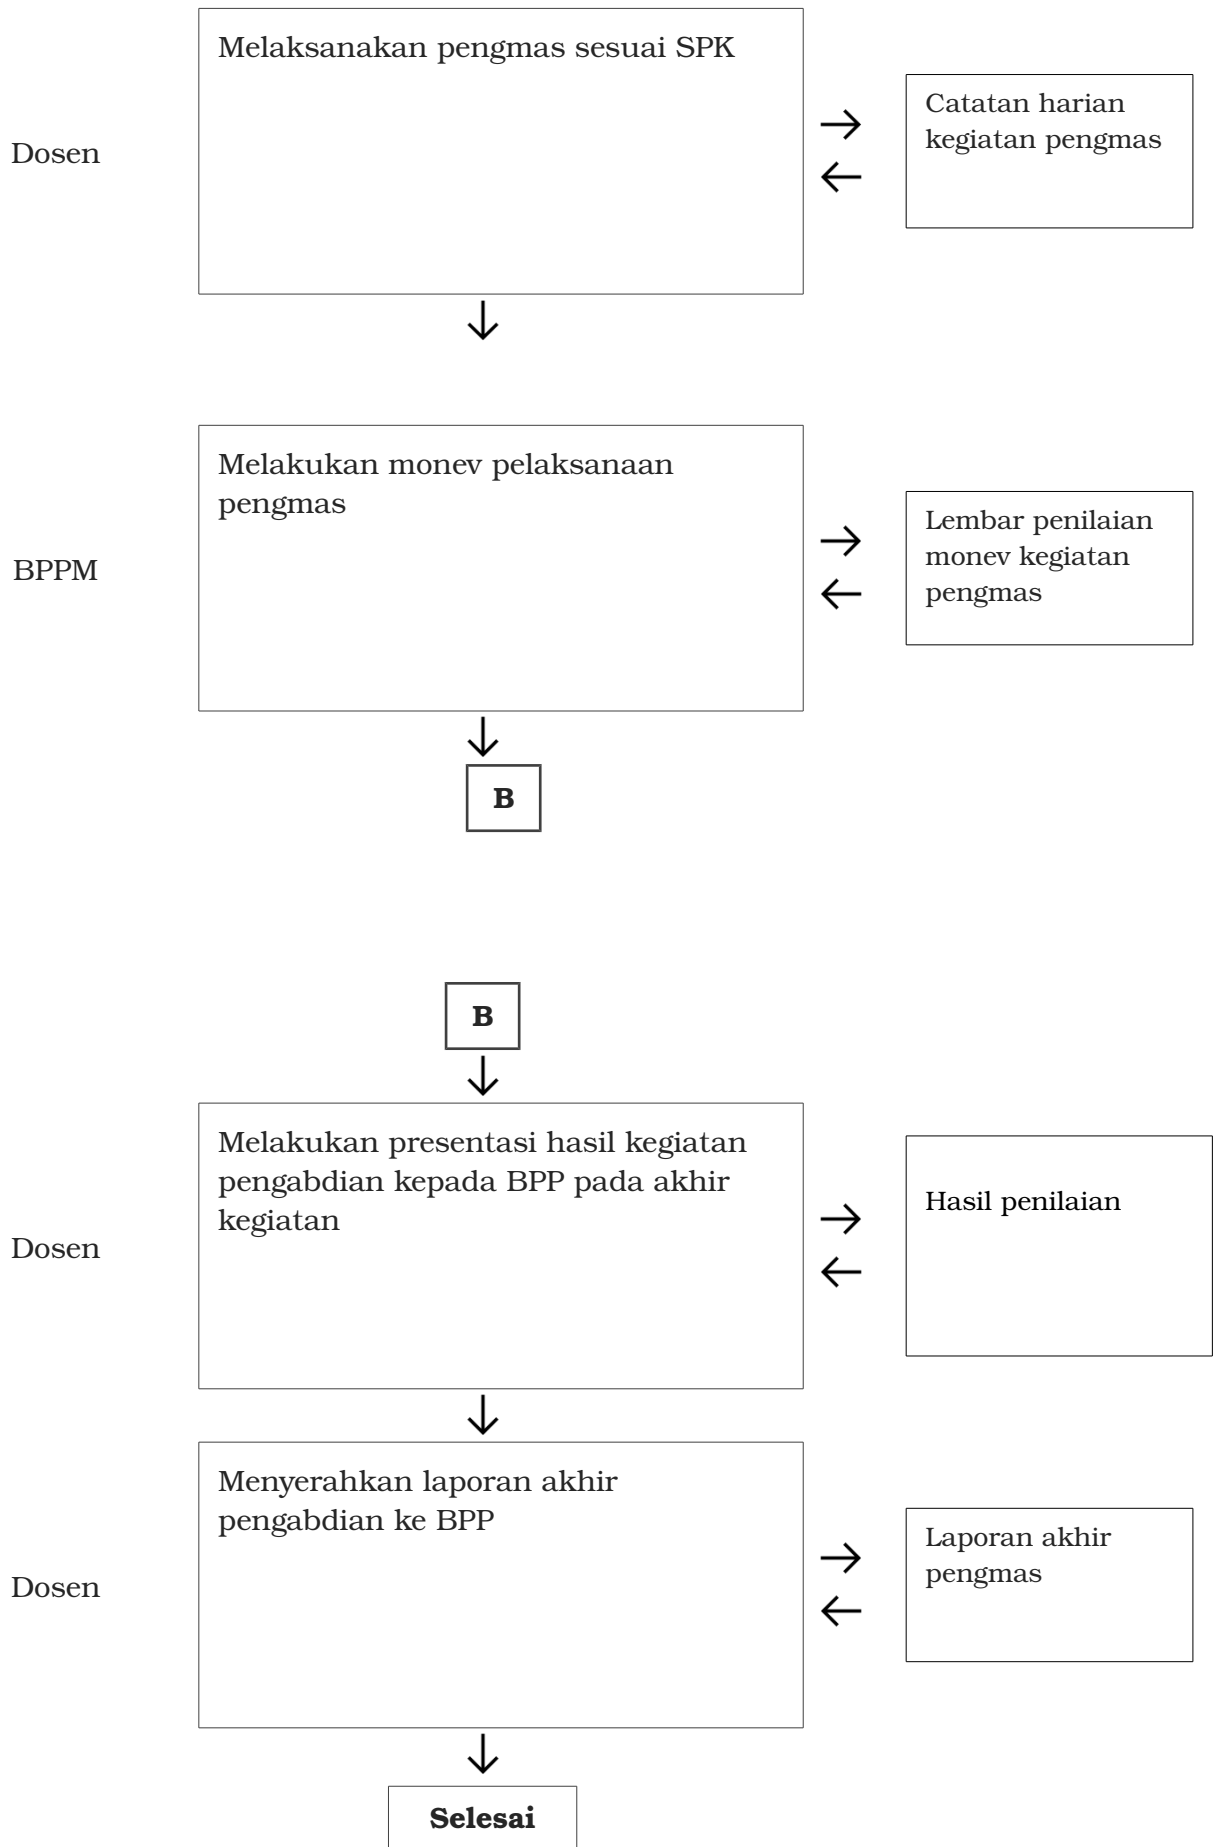 Melaksanakan pengmas sesuai SPK
Dosen
Catatan harian
kegiatan pengmas
Melakukan monev pelaksanaan
pengmas
BPPM
Lembar penilaian
monev kegiatan
pengmas
B
B
Melakukan presentasi hasil kegiatan
pengabdian kepada BPP pada akhir
kegiatan
Dosen
Hasil penilaian
Menyerahkan laporan akhir
pengabdian ke BPP
Dosen
Laporan akhir
pengmas
Selesai